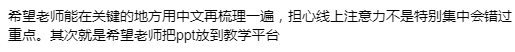 希望老师能在关键的地方用中文再梳理一遍，担心线上注意力不是特别集中会错过
重点。其次就是希望老师把ppt放到教学平台